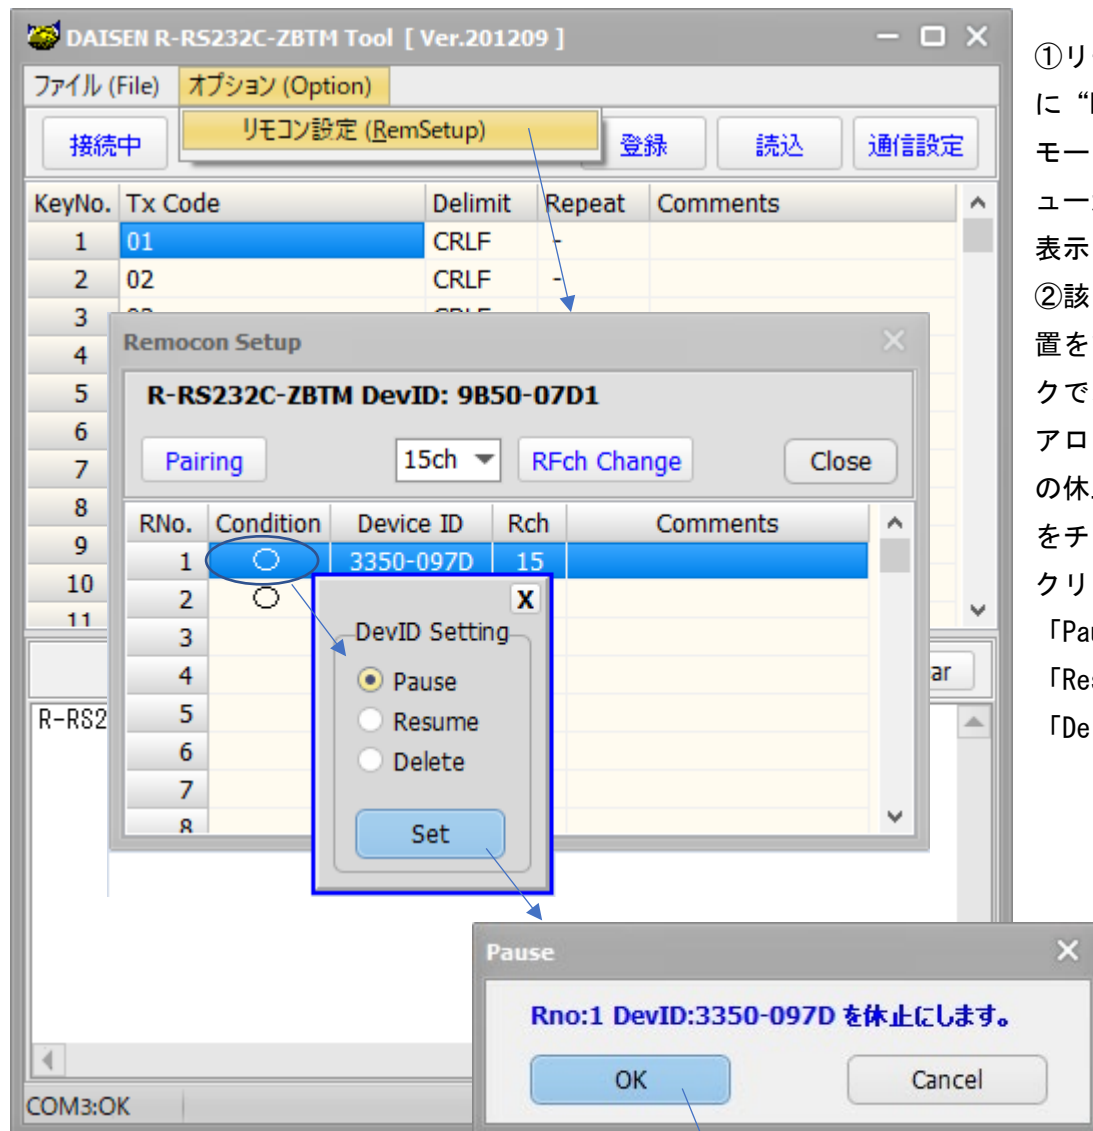 DAISEN R-RS232C-ZBTM Tool [ Ver.201209 ]
ファイル (File) オプション (Option)
リモコン設定 (RemSetup)
接続中 登録 読込 通信設定
KeyNo. Tx Code Delimit Repeat Comments
1 01 CRLF -
2 02 CRLF -
3
4
5
6
7
8
9
10
11
Remocon Setup
R-RS232C-ZBTM DevID: 9B50-07D1
Pairing 15ch RFch Change Close
RNo. Condition Device ID Rch Comments
1 ○ 3350-097D 15
2 ○
3
4
5
6
7
8
X
DevID Setting
Pause
Resume
Delete
Set
ar
R-RS2
Pause
Rno:1 DevID:3350-097D を休止にします。
OK Cancel
COM3:OK
①リ
に“
モー
ュー
表示
②該
置を
クで
アロ
の休
をチ
クリ
「Pau
「Res
「De